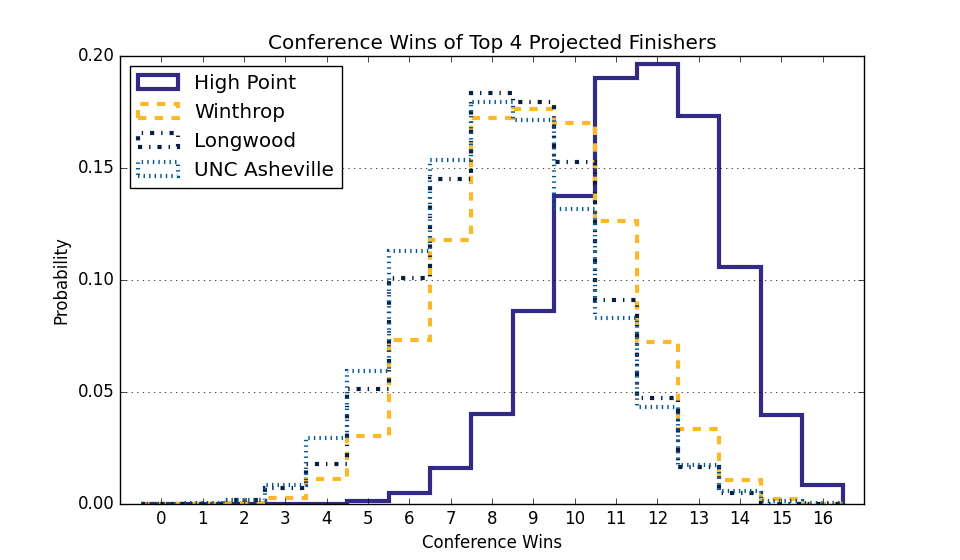 Conference Wins of Top 4 Projected Finishers
High Point
Winthrop
Longwood
UNC Asheville
Probability
0.20
0.15
0.10
0.05
0.00
0 1 2 3 4 5 6 7 8 9 10 11 12 13 14 15 16
Conference Wins